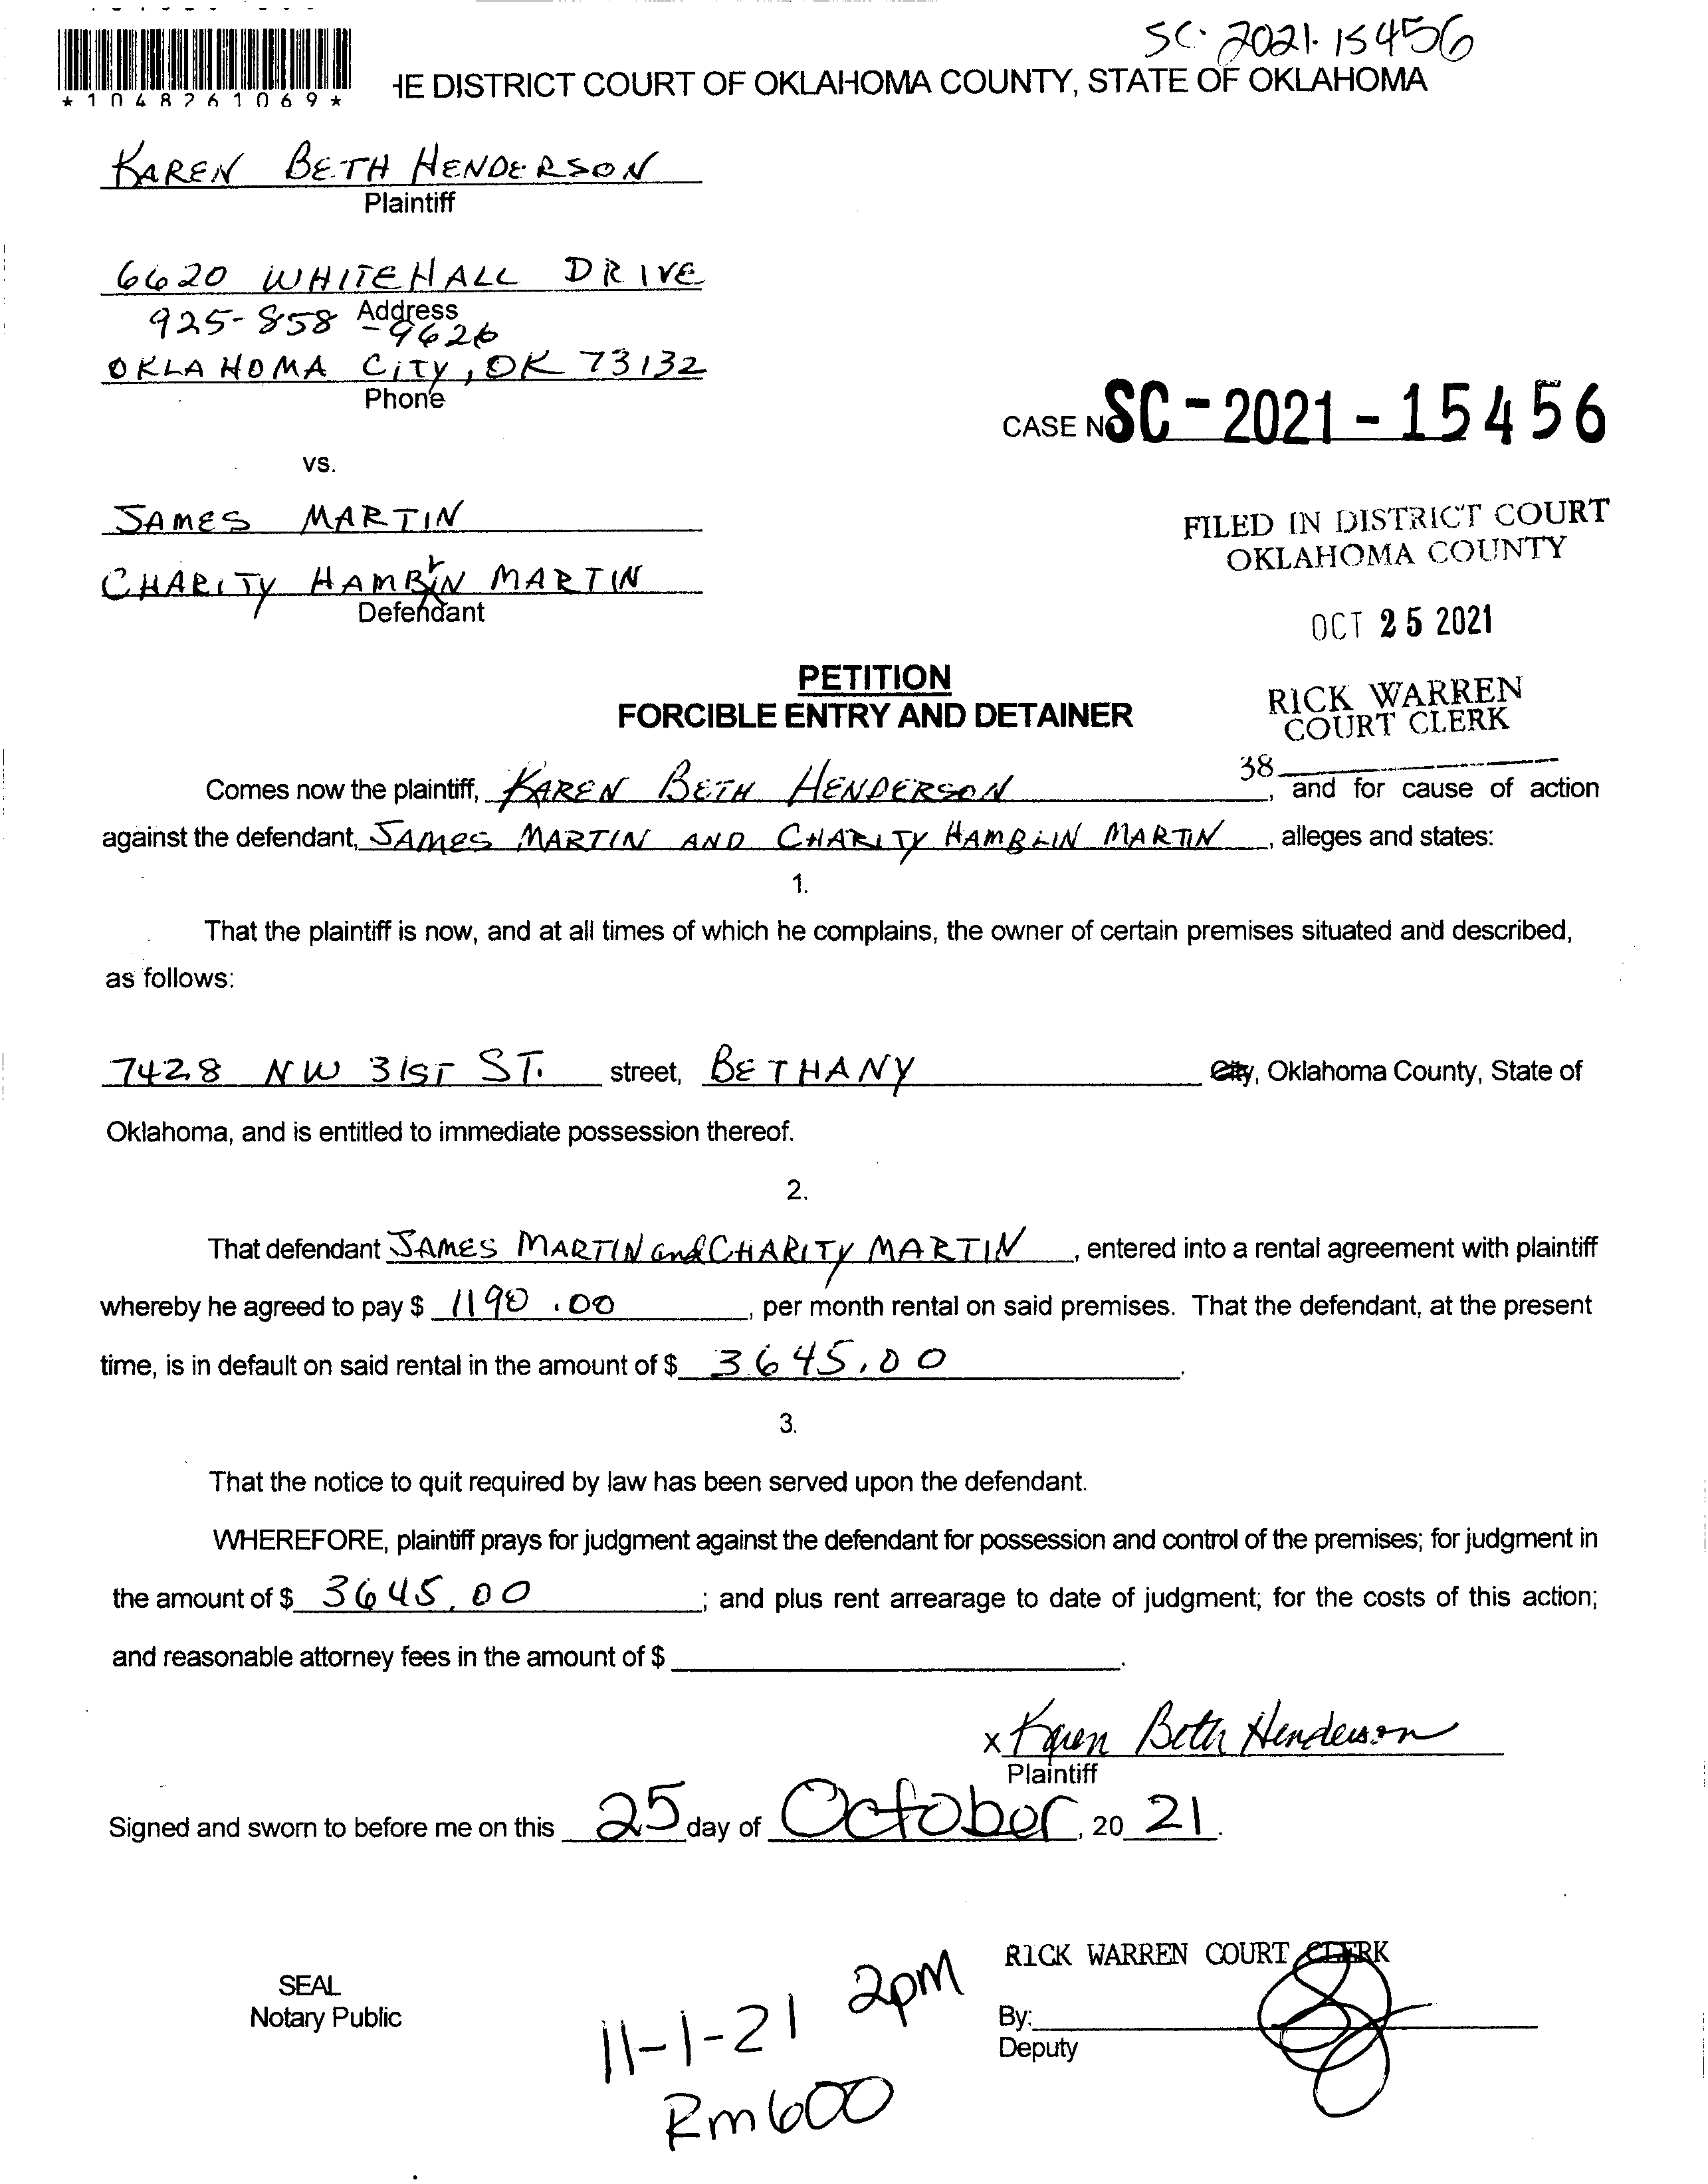 SC-2021-15456
*1048261069*
HE DISTRICT COURT OF OKLAHOMA COUNTY, STATE OF OKLAHOMA
KAREN BETH HENDERSON
Plaintiff
6620 WHITEHALL DRIVE
Address
925-858-9626
OKLAHOMA CITY, OK 73132
Phone
CASE NO SC-2021-15456
vs.
JAMES MARTIN
CHARITY HAMBLIN MARTIN
Defendant
FILED IN DISTRICT COURT
OKLAHOMA COUNTY
OCT 25 2021
RICK WARREN
COURT CLERK
38
PETITION
FORCIBLE ENTRY AND DETAINER
Comes now the plaintiff, KAREN BETH HENDERSON, and for cause of action
against the defendant, JAMES MARTIN AND CHARITY HAMBLIN MARTIN, alleges and states:
1.
That the plaintiff is now, and at all times of which he complains, the owner of certain premises situated and described,
as follows:
7428 NW 31ST ST. street, BETHANY City, Oklahoma County, State of
Oklahoma, and is entitled to immediate possession thereof.
2.
That defendant JAMES MARTIN and CHARITY MARTIN, entered into a rental agreement with plaintiff
whereby he agreed to pay $ 1190.00, per month rental on said premises. That the defendant, at the present
time, is in default on said rental in the amount of $ 3645.00.
3.
That the notice to quit required by law has been served upon the defendant.
WHEREFORE, plaintiff prays for judgment against the defendant for possession and control of the premises; for judgment in
the amount of $ 3645.00; and plus rent arrearage to date of judgment; for the costs of this action;
and reasonable attorney fees in the amount of $
x Karen Beth Henderson
Plaintiff
Signed and sworn to before me on this 25 day of October, 20 21.
RICK WARREN COURT CLERK
SEAL
Notary Public
By:
Deputy
11-1-21 2pm
Rm 600